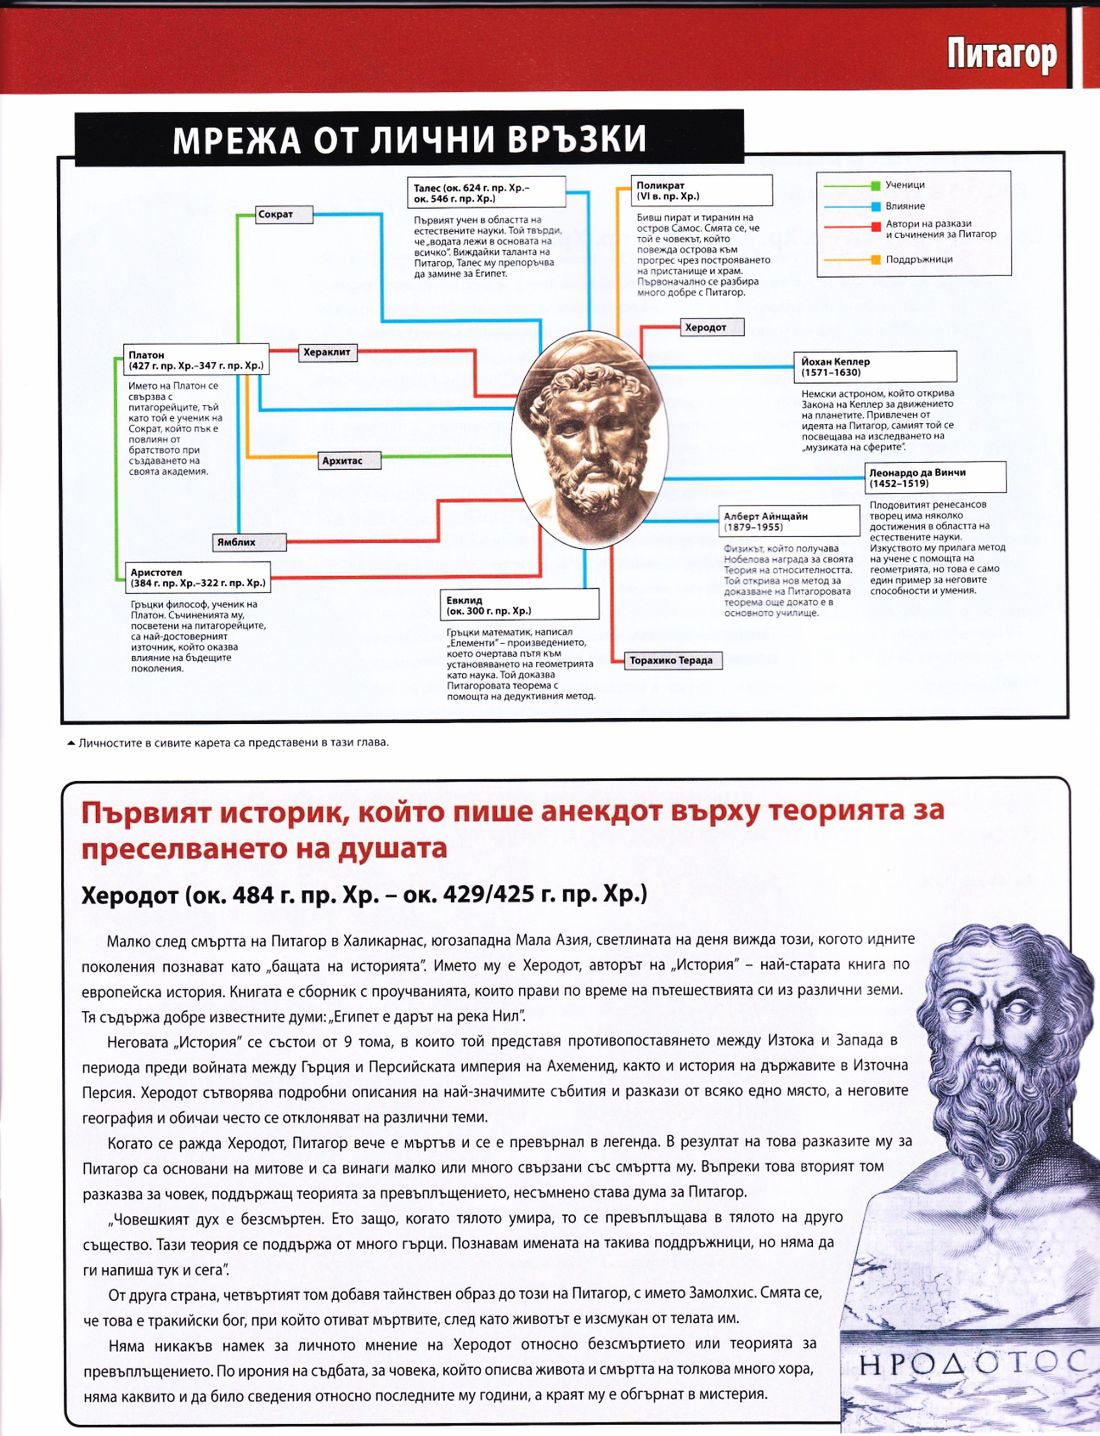 Питагор
МРЕЖА ОТ ЛИЧНИ ВРЪЗКИ
Сократ
Талес (ок. 624 г. пр. Хр.–
ок. 546 г. пр. Хр.)
Първият учен в областта на
естествените науки. Той твърди,
че „водата лежи в основата на
всичко“. Виждайки таланта на
Питагор, Талес му препоръчва
да замине за Египет.
Поликрат
(VI в. пр. Хр.)
Бивш пират и тиранин на
остров Самос. Смята се, че
той е човекът, който
повежда острова към
прогрес чрез построяването
на пристанище и храм.
Първоначално се разбира
много добре с Питагор.
Ученици
Влияние
Автори на разкази
и съчинения за Питагор
Поддръжници
Херодот
Платон
(427 г. пр. Хр.–347 г. пр. Хр.)
Името на Платон се
свързва с
питагорейците, тъй
като той е ученик на
Сократ, който пък е
повлиян от
братството при
създаването на
своята академия.
Хераклит
Архитас
Ямблих
Йохан Кеплер
(1571–1630)
Немски астроном, който открива
Закона на Кеплер за движението
на планетите. Привлечен от
идеята на Питагор, самият той се
посвещава на изследването на
„музиката на сферите“.
Леонардо да Винчи
(1452–1519)
Плодовитият ренесансов
творец има няколко
достижения в областта на
естествените науки.
Изкуството му прилага метод
на учене с помощта на
геометрията, но това е само
един пример за неговите
способности и умения.
Алберт Айнщайн
(1879–1955)
Физикът, който получава
Нобелова награда за своята
Теория на относителността.
Той открива нов метод за
доказване на Питагоровата
теорема още докато е в
основното училище.
Аристотел
(384 г. пр. Хр.–322 г. пр. Хр.)
Гръцки философ, ученик на
Платон. Съчиненията му,
посветени на питагорейците,
са най-достоверният
източник, който оказва
влияние на бъдещите
поколения.
Евклид
(ок. 300 г. пр. Хр.)
Гръцки математик, написал
„Елементи“ – произведението,
което очертава пътя към
установяването на геометрията
като наука. Той доказва
Питагоровата теорема с
помощта на дедуктивния метод.
Торахико Терада
Личностите в сивите карета са представени в тази глава.
Първият историк, който пише анекдот върху теорията за
преселването на душата
Херодот (ок. 484 г. пр. Хр. – ок. 429/425 г. пр. Хр.)
Малко след смъртта на Питагор в Халикарнас, югозападна Мала Азия, светлината на деня вижда този, когото идните
поколения познават като „бащата на историята“. Името му е Херодот, авторът на „История“ – най-старата книга по
европейска история. Книгата е сборник с проучванията, които прави по време на пътешествията си из различни земи.
Тя съдържа добре известните думи: „Египет е дарът на река Нил“.
Неговата „История“ се състои от 9 тома, в които той представя противопоставянето между Изтока и Запада в
периода преди войната между Гърция и Персийската империя на Ахеменид, както и история на държавите в Източна
Персия. Херодот сътворява подробни описания на най-значимите събития и разкази от всяко едно място, а неговите
география и обичаи често се отклоняват на различни теми.
Когато се ражда Херодот, Питагор вече е мъртъв и се е превърнал в легенда. В резултат на това разказите му за
Питагор са основани на митове и са винаги малко или много свързани със смъртта му. Въпреки това вторият том
разказва за човек, поддържащ теорията за превъплъщението, несъмнено става дума за Питагор.
„Човешкият дух е безсмъртен. Ето защо, когато тялото умира, то се превъплъщава в тялото на друго
същество. Тази теория се поддържа от много гърци. Познавам имената на такива поддръжници, но няма да
ги напиша тук и сега“.
От друга страна, четвъртият том добавя тайнствен образ до този на Питагор, с името Замолхис. Смята се,
че това е тракийски бог, при който отиват мъртвите, след като животът е изсмукан от телата им.
Няма никакъв намек за личното мнение на Херодот относно безсмъртието или теорията за
превъплъщението. По ирония на съдбата, за човека, който описва живота и смъртта на толкова много хора,
няма каквито и да било сведения относно последните му години, а краят му е обгърнат в мистерия.
ΗΡΟΔΟΤΟΣ